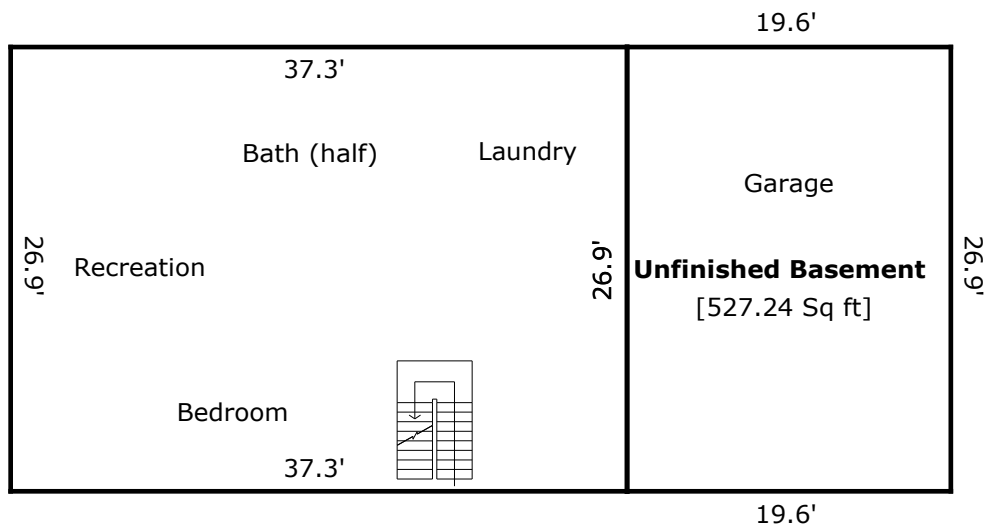 19.6'
37.3'
Bath (half)
Laundry
Garage
26.9'
Recreation
26.9'
Unfinished Basement
26.9'
[527.24 Sq ft]
Bedroom
37.3'
19.6'